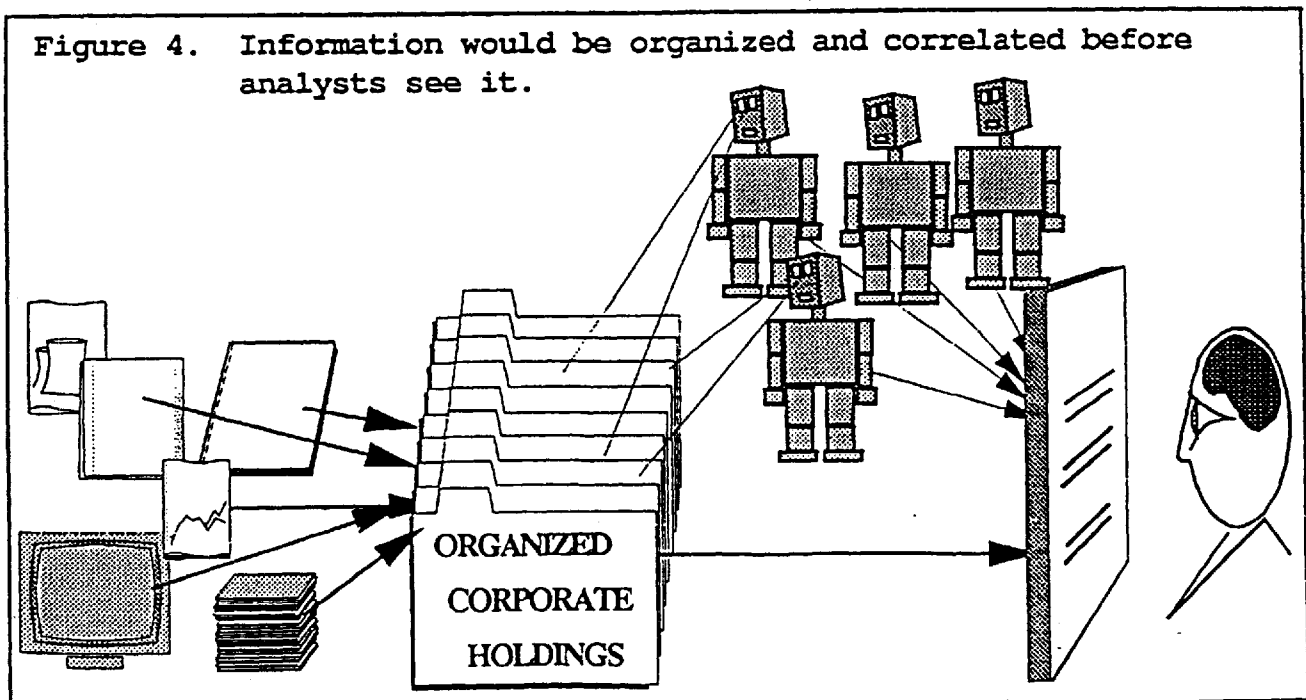 Figure 4. Information would be organized and correlated before
analysts see it.
ORGANIZED
CORPORATE
HOLDINGS